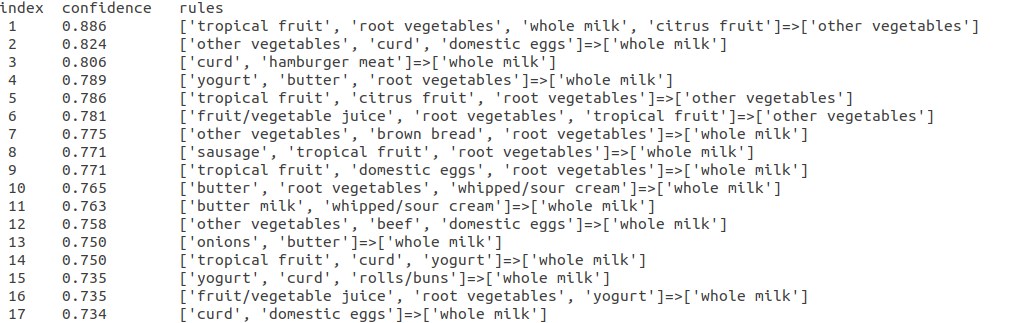 index confidence rules
1 0.886 ['tropical fruit', 'root vegetables', 'whole milk', 'citrus fruit']=>['other vegetables']
2 0.824 ['other vegetables', 'curd', 'domestic eggs']=>['whole milk']
3 0.806 ['curd', 'hamburger meat']=>['whole milk']
4 0.789 ['yogurt', 'butter', 'root vegetables']=>['whole milk']
5 0.786 ['tropical fruit', 'citrus fruit', 'root vegetables']=>['other vegetables']
6 0.781 ['fruit/vegetable juice', 'root vegetables', 'tropical fruit']=>['other vegetables']
7 0.775 ['other vegetables', 'brown bread', 'root vegetables']=>['whole milk']
8 0.771 ['sausage', 'tropical fruit', 'root vegetables']=>['whole milk']
9 0.771 ['tropical fruit', 'domestic eggs', 'root vegetables']=>['whole milk']
10 0.765 ['butter', 'root vegetables', 'whipped/sour cream']=>['whole milk']
11 0.763 ['butter milk', 'whipped/sour cream']=>['whole milk']
12 0.758 ['other vegetables', 'beef', 'domestic eggs']=>['whole milk']
13 0.750 ['onions', 'butter']=>['whole milk']
14 0.750 ['tropical fruit', 'curd', 'yogurt']=>['whole milk']
15 0.735 ['yogurt', 'curd', 'rolls/buns']=>['whole milk']
16 0.735 ['fruit/vegetable juice', 'root vegetables', 'yogurt']=>['whole milk']
17 0.734 ['curd', 'domestic eggs']=>['whole milk']